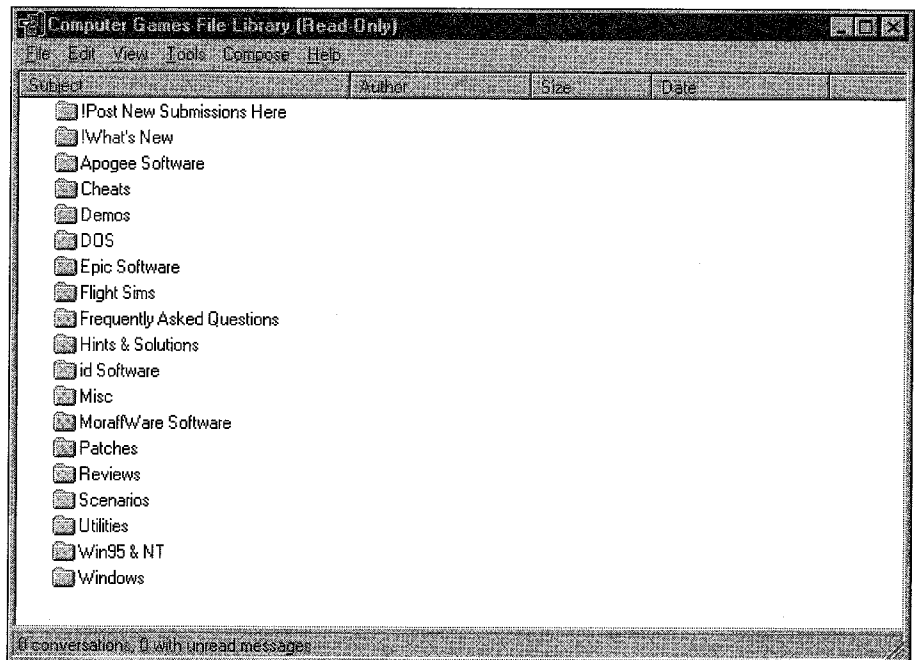 Computer Games File Library (Read-Only)
File Edit View Tools Compose Help
Subject Author Size Date
!Post New Submissions Here
!What's New
Apogee Software
Cheats
Demos
DOS
Epic Software
Flight Sims
Frequently Asked Questions
Hints & Solutions
id Software
Misc
MoraffWare Software
Patches
Reviews
Scenarios
Utilities
Win95 & NT
Windows
0 conversations, 0 with unread messages